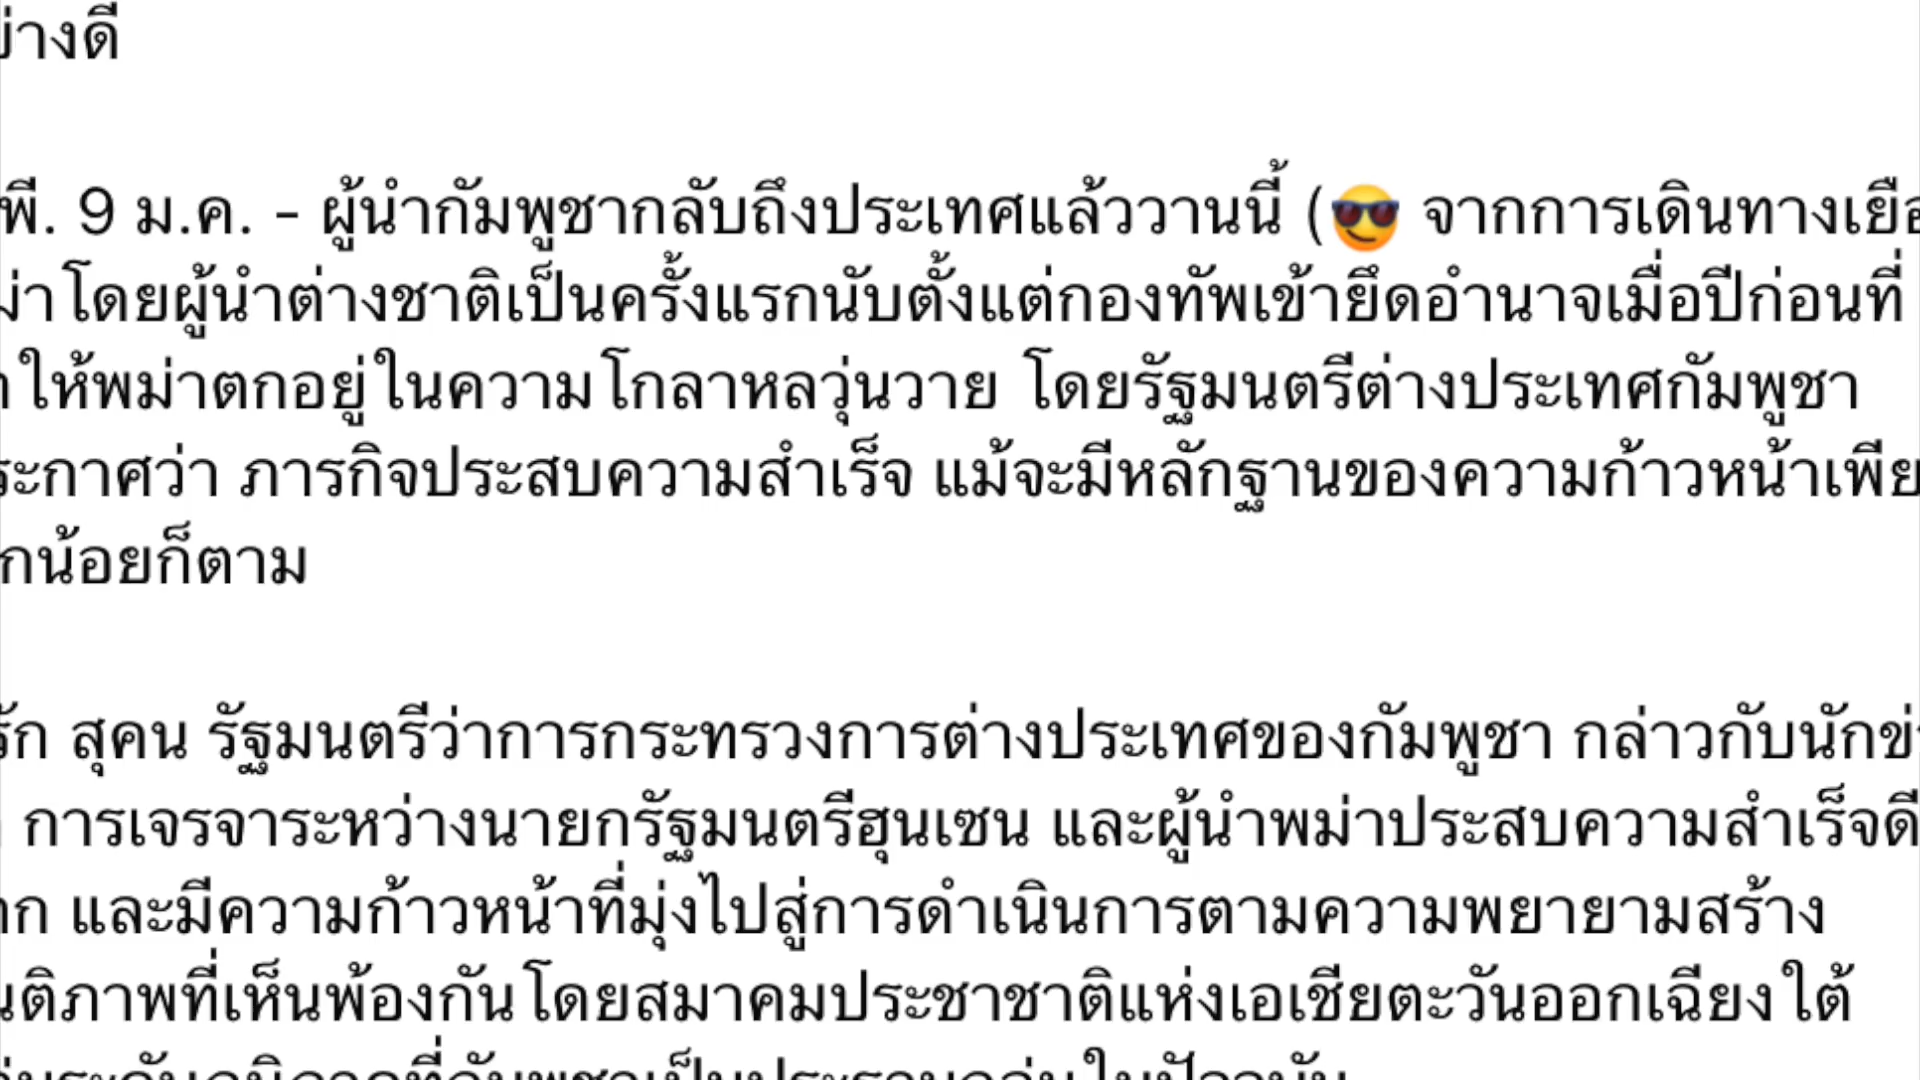 ย่างดี
พี. 9 ม.ค. - ผู้นำกัมพูชากลับถึงประเทศแล้ววานนี้ (😎 จากการเดินทางเยือ
ม่าโดยผู้นำต่างชาติเป็นครั้งแรกนับตั้งแต่กองทัพเข้ายึดอำนาจเมื่อปีก่อนที่
ให้พม่าตกอยู่ในความโกลาหลวุ่นวาย โดยรัฐมนตรีต่างประเทศกัมพูชา
ระกาศว่า ภารกิจประสบความสำเร็จ แม้จะมีหลักฐานของความก้าวหน้าเพีย
กน้อยก็ตาม
รัก สุคน รัฐมนตรีว่าการกระทรวงการต่างประเทศของกัมพูชา กล่าวกับนักข่
การเจรจาระหว่างนายกรัฐมนตรีฮุนเซน และผู้นำพม่าประสบความสำเร็จดี
าก และมีความก้าวหน้าที่มุ่งไปสู่การดำเนินการตามความพยายามสร้าง
นติภาพที่เห็นพ้องกันโดยสมาคมประชาชาติแห่งเอเชียตะวันออกเฉียงใต้